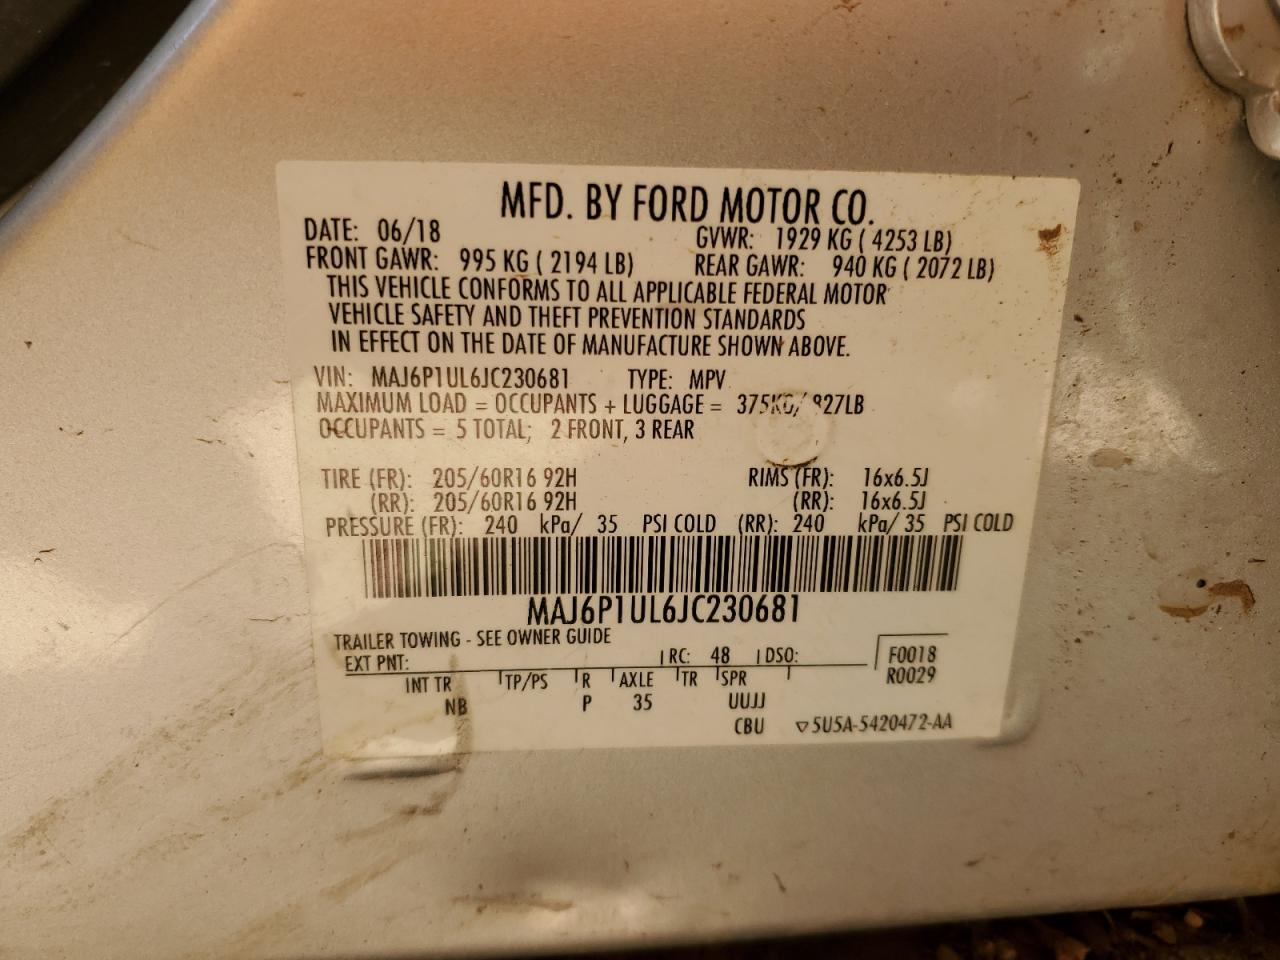 MFD. BY FORD MOTOR CO.
DATE: 06/18 GVWR: 1929 KG ( 4253 LB)
FRONT GAWR: 995 KG ( 2194 LB) REAR GAWR: 940 KG ( 2072 LB)
THIS VEHICLE CONFORMS TO ALL APPLICABLE FEDERAL MOTOR
VEHICLE SAFETY AND THEFT PREVENTION STANDARDS
IN EFFECT ON THE DATE OF MANUFACTURE SHOWN ABOVE.
VIN: MAJ6P1UL6JC230681 TYPE: MPV
MAXIMUM LOAD = OCCUPANTS + LUGGAGE = 375KG/ 827LB
OCCUPANTS = 5 TOTAL; 2 FRONT, 3 REAR
TIRE (FR): 205/60R16 92H RIMS (FR): 16x6.5J
(RR): 205/60R16 92H (RR): 16x6.5J
PRESSURE (FR): 240 kPa/ 35 PSI COLD (RR): 240 kPa/ 35 PSI COLD
MAJ6P1UL6JC230681
TRAILER TOWING - SEE OWNER GUIDE
EXT PNT: RC: 48 DSO: F0018
R0029
INT TR TP/PS R AXLE TR SPR
NB P 35 UUJJ
CBU ▽5U5A-5420472-AA